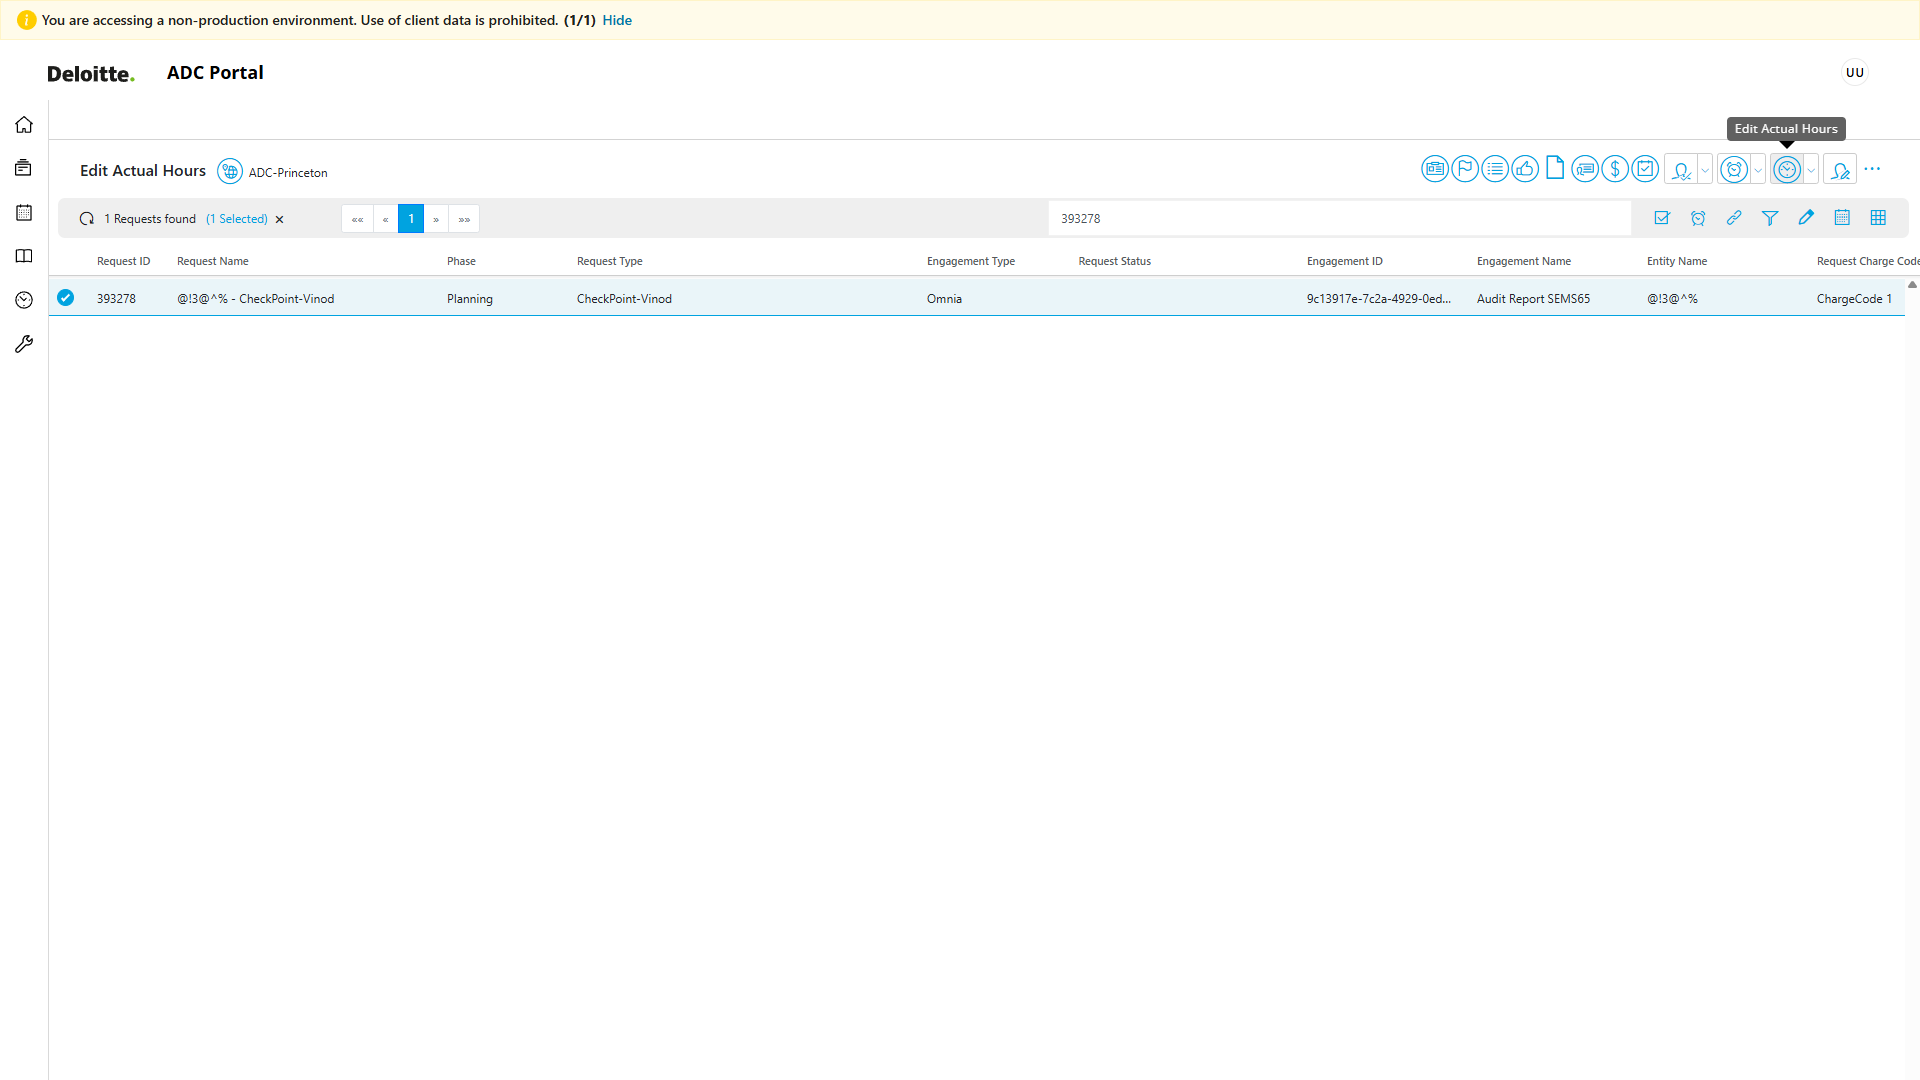 You are accessing a non-production environment. Use of client data is prohibited. (1/1) Hide
Deloitte. ADC Portal
UU
Edit Actual Hours
Edit Actual Hours ADC-Princeton
1 Requests found (1 Selected) ×
«« « 1 » »»
393278
Request ID Request Name Phase Request Type Engagement Type Request Status Engagement ID Engagement Name Entity Name Request Charge Code
393278 @!3@^% - CheckPoint-Vinod Planning CheckPoint-Vinod Omnia 9c13917e-7c2a-4929-0ed... Audit Report SEMS65 @!3@^% ChargeCode 1